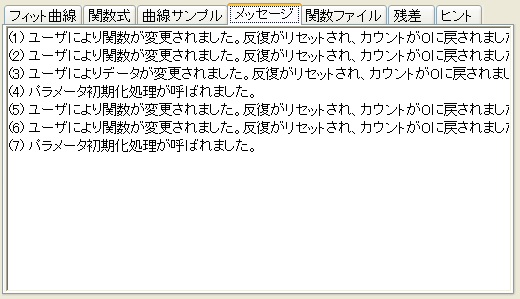 フィット曲線 関数式 曲線サンプル メッセージ 関数ファイル 残差 ヒント
(1) ユーザにより関数が変更されました。反復がリセットされ、カウントが0に戻されまし
(2) ユーザにより関数が変更されました。反復がリセットされ、カウントが0に戻されまし
(3) ユーザによりデータが変更されました。反復がリセットされ、カウントが0に戻されまし
(4) パラメータ初期化処理が呼ばれました。
(5) ユーザにより関数が変更されました。反復がリセットされ、カウントが0に戻されまし
(6) ユーザにより関数が変更されました。反復がリセットされ、カウントが0に戻されまし
(7) パラメータ初期化処理が呼ばれました。